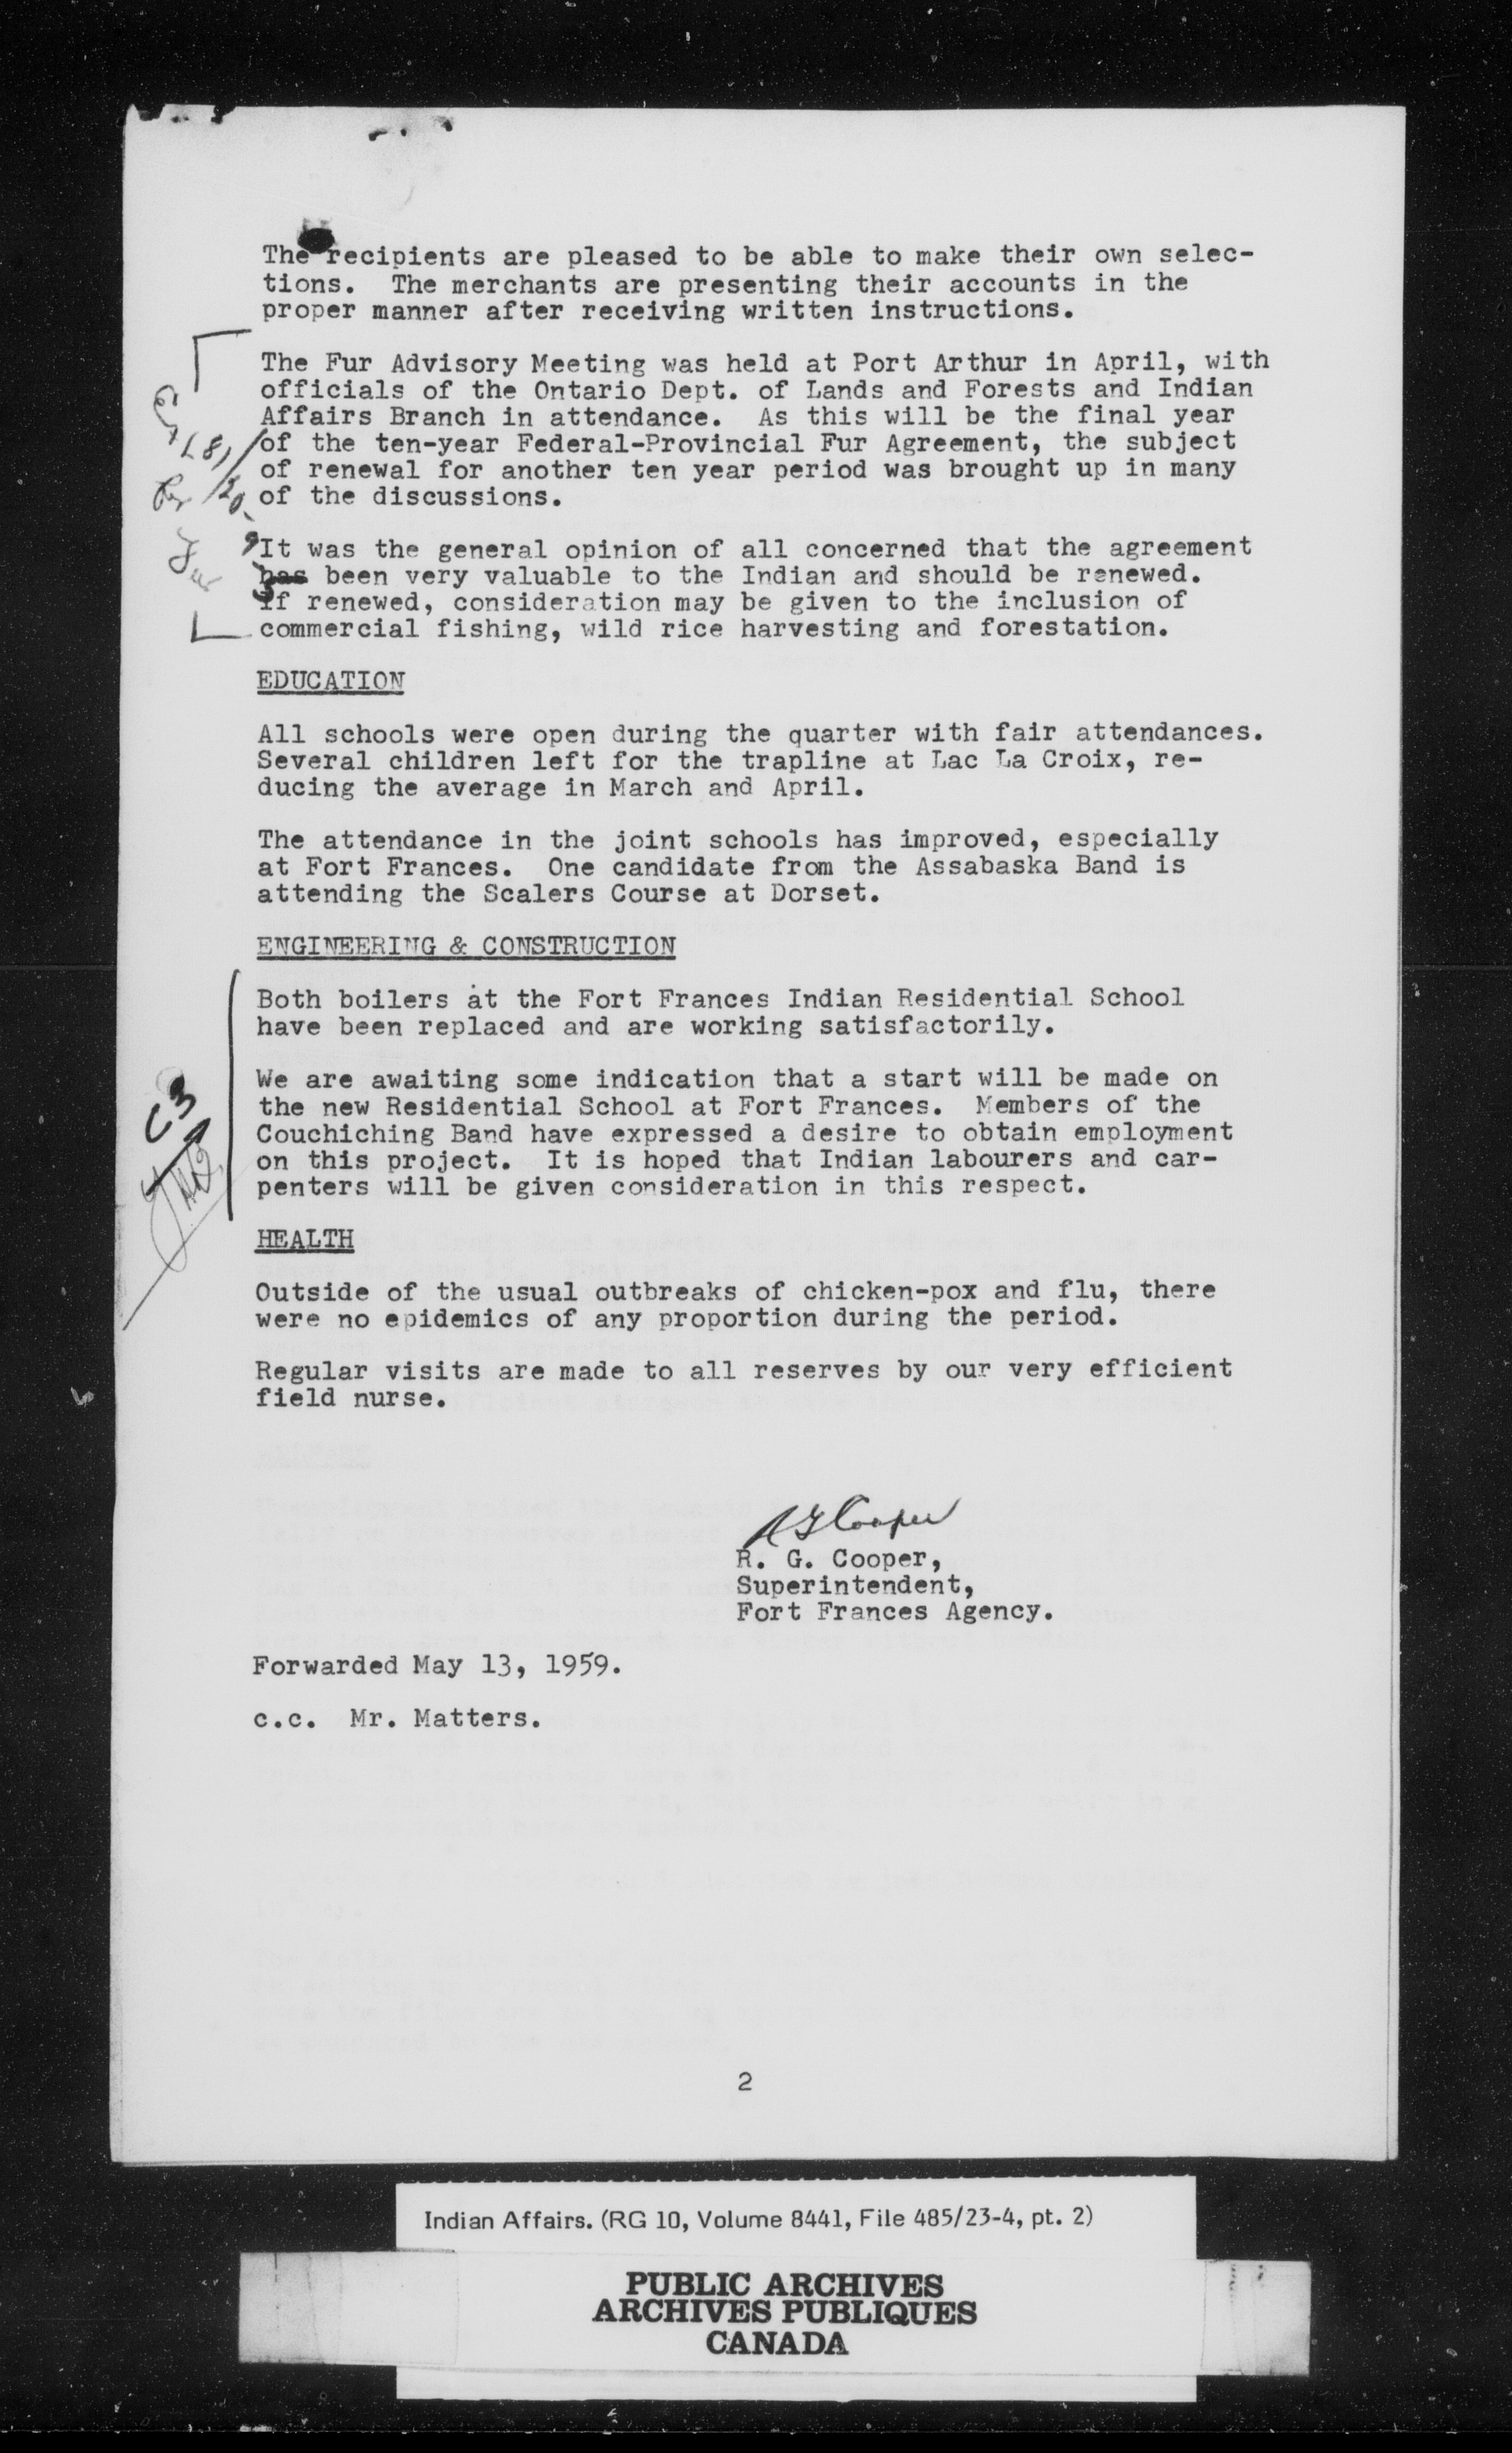 The recipients are pleased to be able to make their own selec-
tions. The merchants are presenting their accounts in the
proper manner after receiving written instructions.
The Fur Advisory Meeting was held at Port Arthur in April, with
officials of the Ontario Dept. of Lands and Forests and Indian
Affairs Branch in attendance. As this will be the final year
of the ten-year Federal-Provincial Fur Agreement, the subject
of renewal for another ten year period was brought up in many
of the discussions.
It was the general opinion of all concerned that the agreement
has been very valuable to the Indian and should be renewed.
If renewed, consideration may be given to the inclusion of
commercial fishing, wild rice harvesting and forestation.
EDUCATION
All schools were open during the quarter with fair attendances.
Several children left for the trapline at Lac La Croix, re-
ducing the average in March and April.
The attendance in the joint schools has improved, especially
at Fort Frances. One candidate from the Assabaska Band is
attending the Scalers Course at Dorset.
ENGINEERING & CONSTRUCTION
Both boilers at the Fort Frances Indian Residential School
have been replaced and are working satisfactorily.
We are awaiting some indication that a start will be made on
the new Residential School at Fort Frances. Members of the
Couchiching Band have expressed a desire to obtain employment
on this project. It is hoped that Indian labourers and car-
penters will be given consideration in this respect.
C3
HEALTH
Outside of the usual outbreaks of chicken-pox and flu, there
were no epidemics of any proportion during the period.
Regular visits are made to all reserves by our very efficient
field nurse.
R G Cooper
R. G. Cooper,
Superintendent,
Fort Frances Agency.
Forwarded May 13, 1959.
c.c. Mr. Matters.
2
Indian Affairs. (RG 10, Volume 8441, File 485/23-4, pt. 2)
PUBLIC ARCHIVES
ARCHIVES PUBLIQUES
CANADA